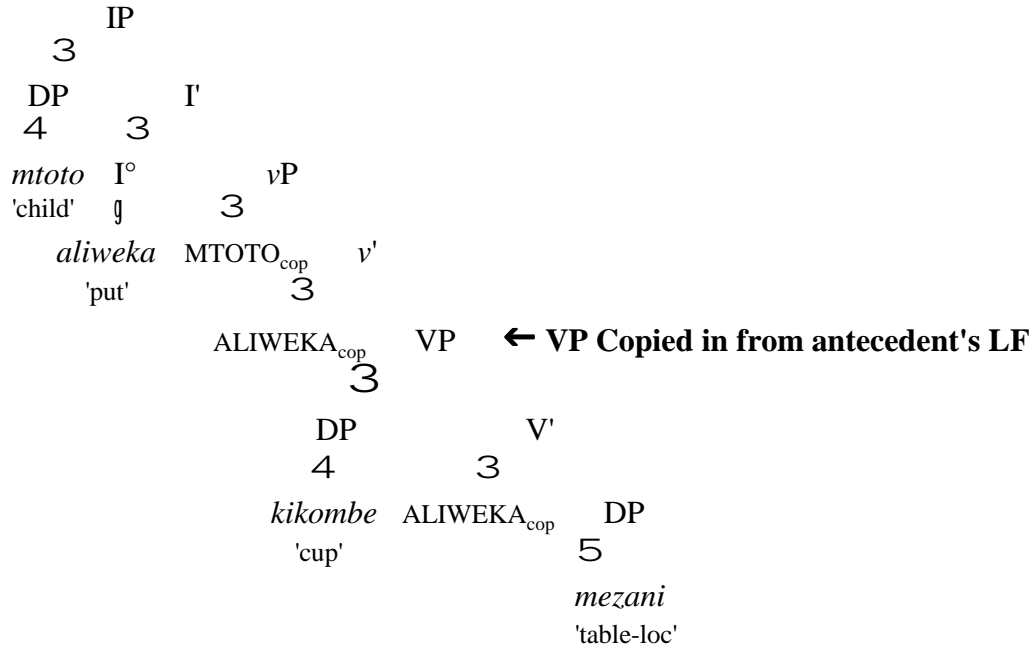 IP
3
DP I'
4 3
mtoto I° vP
'child' g 3
aliweka MTOTOcop v'
'put' 3
ALIWEKAcop VP ← VP Copied in from antecedent's LF
3
DP V'
4 3
kikombe ALIWEKAcop DP
'cup' 5
mezani
'table-loc'